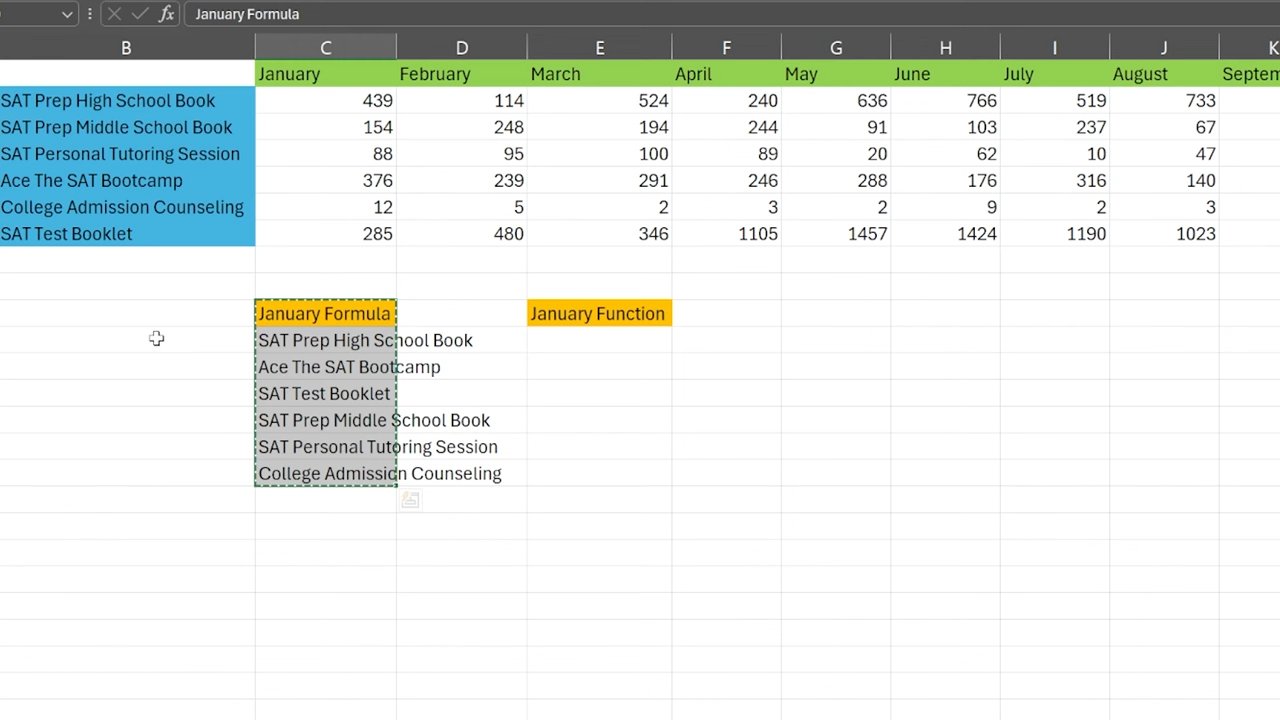 fx January Formula
B C D E F G H I J K
January February March April May June July August Septem
SAT Prep High School Book 439 114 524 240 636 766 519 733
SAT Prep Middle School Book 154 248 194 244 91 103 237 67
SAT Personal Tutoring Session 88 95 100 89 20 62 10 47
Ace The SAT Bootcamp 376 239 291 246 288 176 316 140
College Admission Counseling 12 5 2 3 2 9 2 3
SAT Test Booklet 285 480 346 1105 1457 1424 1190 1023
January Formula January Function
SAT Prep High School Book
Ace The SAT Bootcamp
SAT Test Booklet
SAT Prep Middle School Book
SAT Personal Tutoring Session
College Admission Counseling